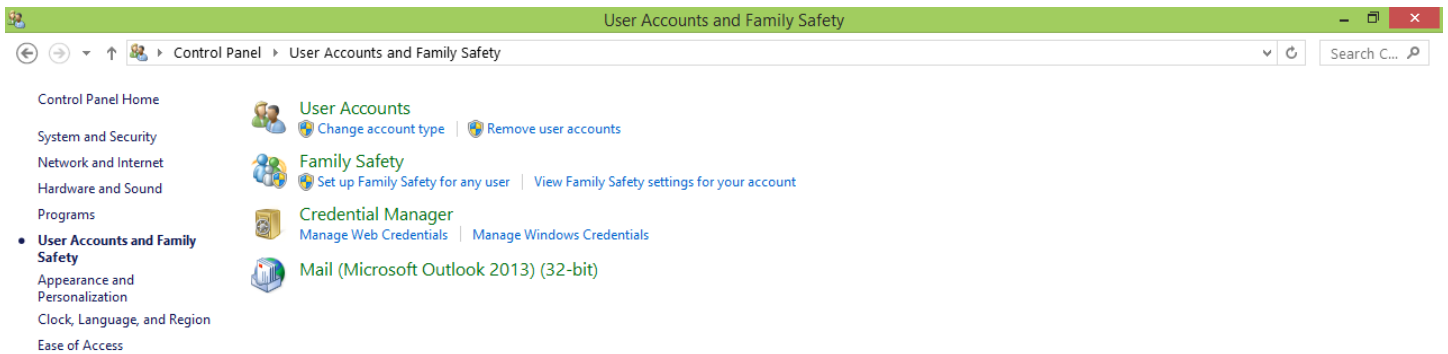 User Accounts and Family Safety
Control Panel User Accounts and Family Safety
Search C...
Control Panel Home
System and Security
Network and Internet
Hardware and Sound
Programs
User Accounts and Family
Safety
Appearance and
Personalization
Clock, Language, and Region
Ease of Access
User Accounts
Change account type Remove user accounts
Family Safety
Set up Family Safety for any user View Family Safety settings for your account
Credential Manager
Manage Web Credentials Manage Windows Credentials
Mail (Microsoft Outlook 2013) (32-bit)